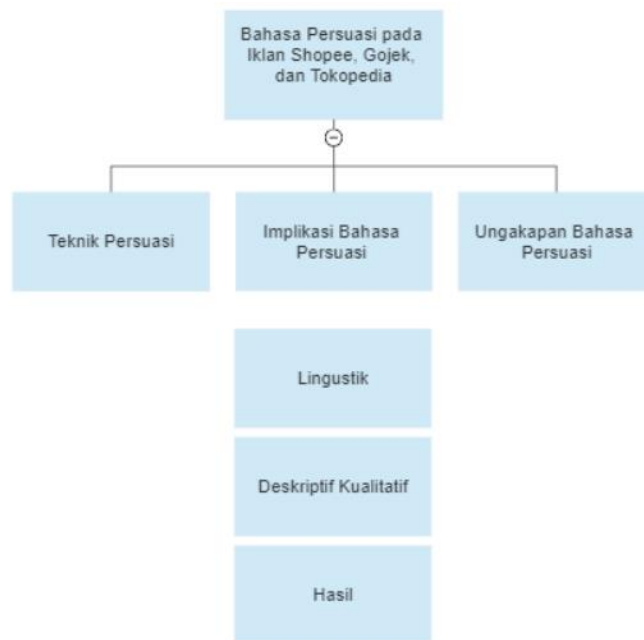 Bahasa Persuasi pada
Iklan Shopee, Gojek,
dan Tokopedia
Teknik Persuasi
Implikasi Bahasa
Persuasi
Ungakapan Bahasa
Persuasi
Lingustik
Deskriptif Kualitatif
Hasil